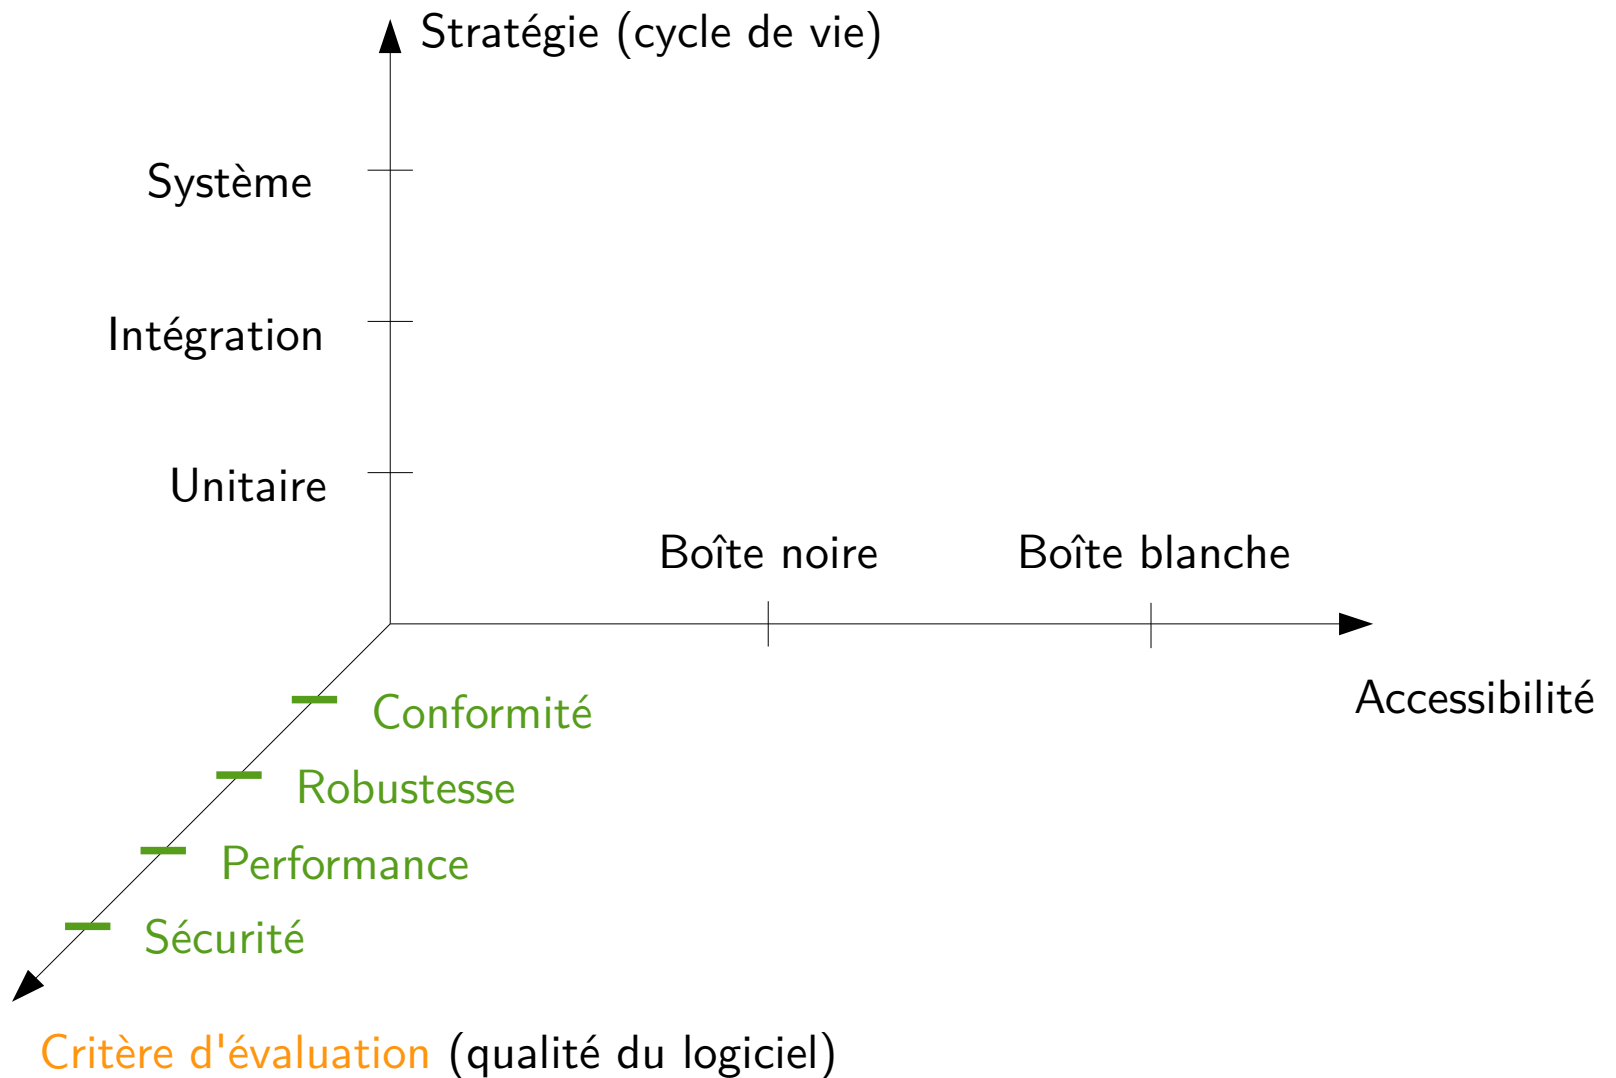 Stratégie (cycle de vie)
Système
Intégration
Unitaire
Boîte noire
Boîte blanche
Accessibilité
Conformité
Robustesse
Performance
Sécurité
Critère d'évaluation (qualité du logiciel)